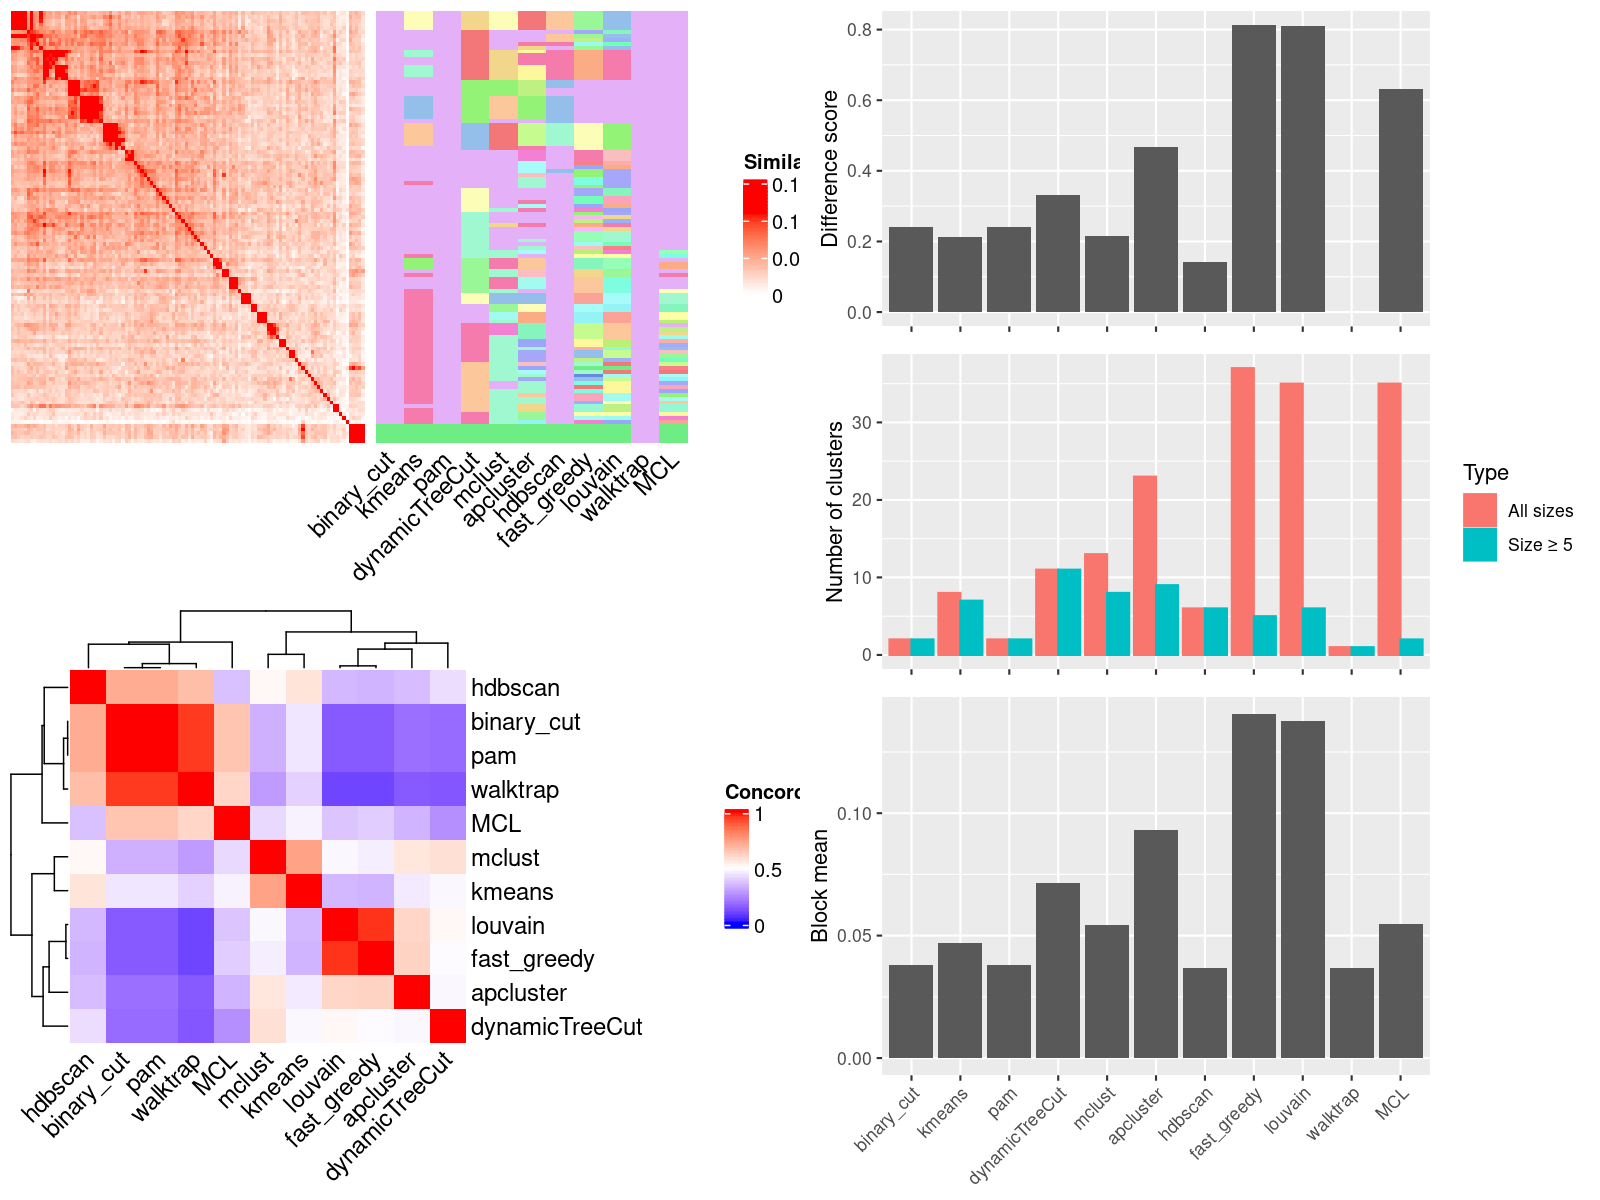 Simila
0.1
0.1
0.0
0
binary_cut
kmeans
pam
dynamicTreeCut
mclust
apcluster
hdbscan
fast_greedy
louvain
walktrap
MCL
hdbscan
binary_cut
pam
walktrap
MCL
mclust
kmeans
louvain
fast_greedy
apcluster
dynamicTreeCut
hdbscan
binary_cut
pam
walktrap
MCL
mclust
kmeans
louvain
fast_greedy
apcluster
dynamicTreeCut
Concord
1
0.5
0
Difference score
0.8
0.6
0.4
0.2
0.0
Number of clusters
30
20
10
0
Type
All sizes
Size ≥ 5
Block mean
0.10
0.05
0.00
binary_cut
kmeans
pam
dynamicTreeCut
mclust
apcluster
hdbscan
fast_greedy
louvain
walktrap
MCL